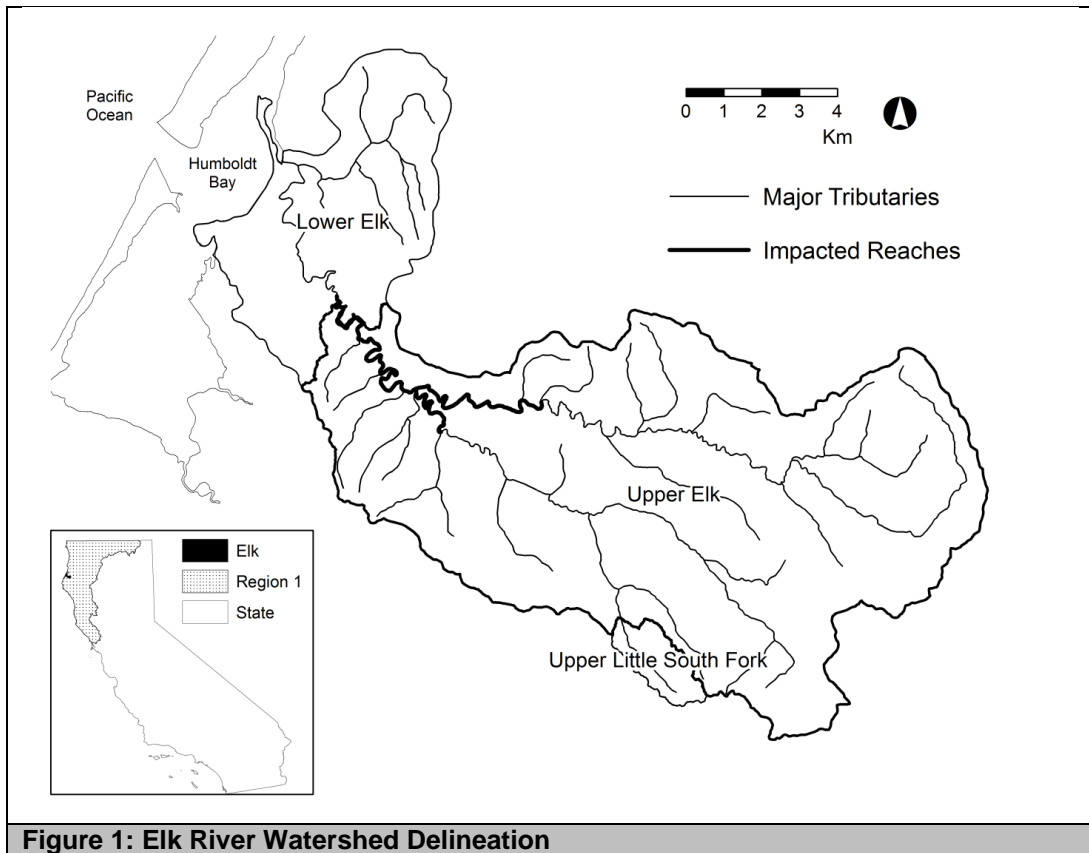 Pacific
Ocean
Humboldt
Bay
Lower Elk
0 1 2 3 4
Km
Major Tributaries
Impacted Reaches
Upper Elk
Upper Little South Fork
Elk
Region 1
State
Figure 1: Elk River Watershed Delineation